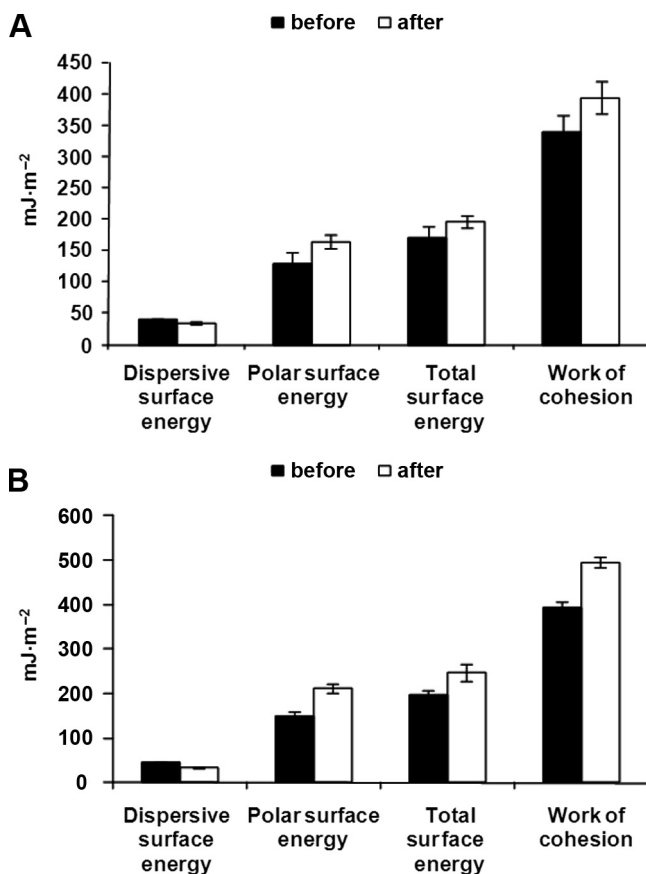 A
before after
450
400
350
300
250
200
150
100
50
0
mJ·m⁻²
Dispersive surface energy
Polar surface energy
Total surface energy
Work of cohesion
B
before after
600
500
400
300
200
100
0
mJ·m⁻²
Dispersive surface energy
Polar surface energy
Total surface energy
Work of cohesion